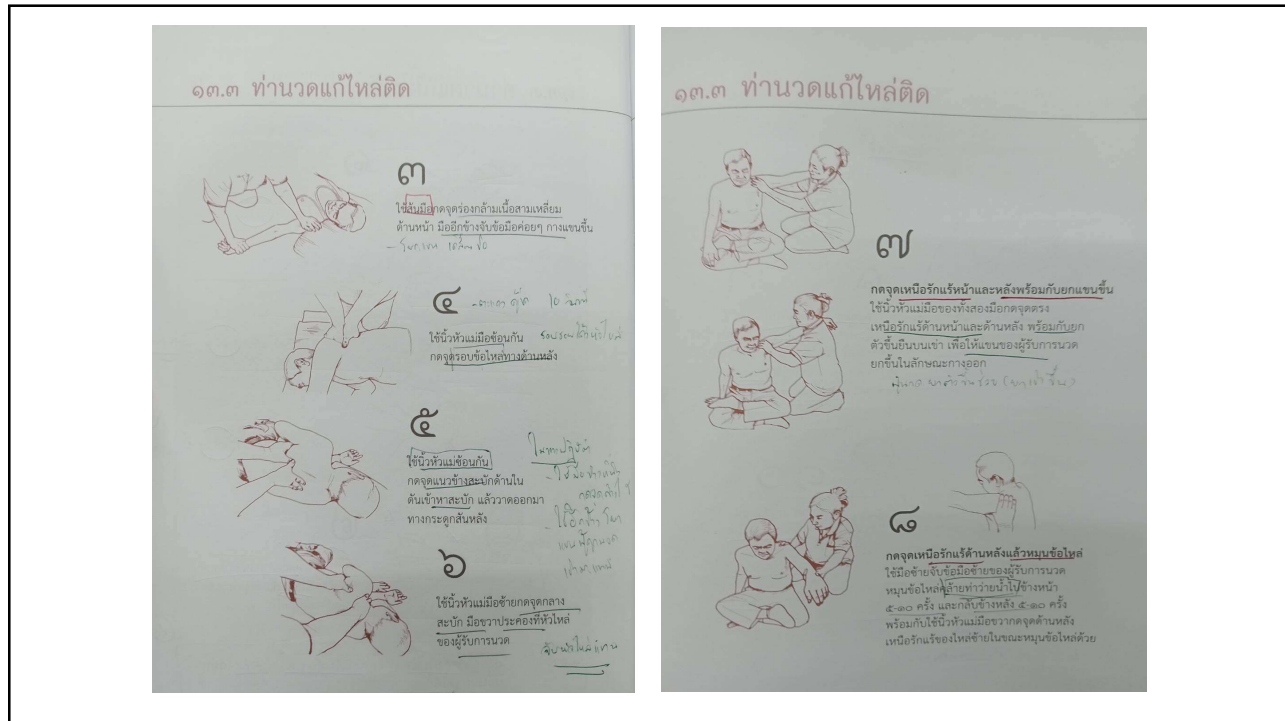 ๑๓.๓ ท่านวดแก้ไหล่ติด
๓
ใช้ส้นมือกดจุดร่องกล้ามเนื้อสามเหลี่ยม
ด้านหน้า มืออีกข้างจับข้อมือค่อยๆ กางแขนขึ้น
๔
10 วินาที
ใช้นิ้วหัวแม่มือซ้อนกัน
กดจุดรอบข้อไหล่ทางด้านหลัง
๕
ใช้นิ้วหัวแม่ซ้อนกัน
กดจุดแนวข้างสะบักด้านใน
ดันเข้าหาสะบัก แล้ววาดออกมา
ทางกระดูกสันหลัง
ในทางปฏิบัติ
๖
ใช้นิ้วหัวแม่มือซ้ายกดจุดกลาง
สะบัก มือขวาประคองที่หัวไหล่
ของผู้รับการนวด
๑๓.๓ ท่านวดแก้ไหล่ติด
๗
กดจุดเหนือรักแร้หน้าและหลังพร้อมกับยกแขนขึ้น
ใช้นิ้วหัวแม่มือของทั้งสองมือกดจุดตรง
เหนือรักแร้ด้านหน้าและด้านหลัง พร้อมกับยก
ตัวขึ้นยืนบนเข่า เพื่อให้แขนของผู้รับการนวด
ยกขึ้นในลักษณะกางออก
๘
กดจุดเหนือรักแร้ด้านหลังแล้วหมุนข้อไหล่
ใช้มือซ้ายจับข้อมือซ้ายของผู้รับการนวด
หมุนข้อไหล่คล้ายท่าว่ายน้ำไปข้างหน้า
๕-๑๐ ครั้ง และกลับข้างหลัง ๕-๑๐ ครั้ง
พร้อมกับใช้นิ้วหัวแม่มือขวากดจุดด้านหลัง
เหนือรักแร้ของไหล่ซ้ายในขณะหมุนข้อไหล่ด้วย